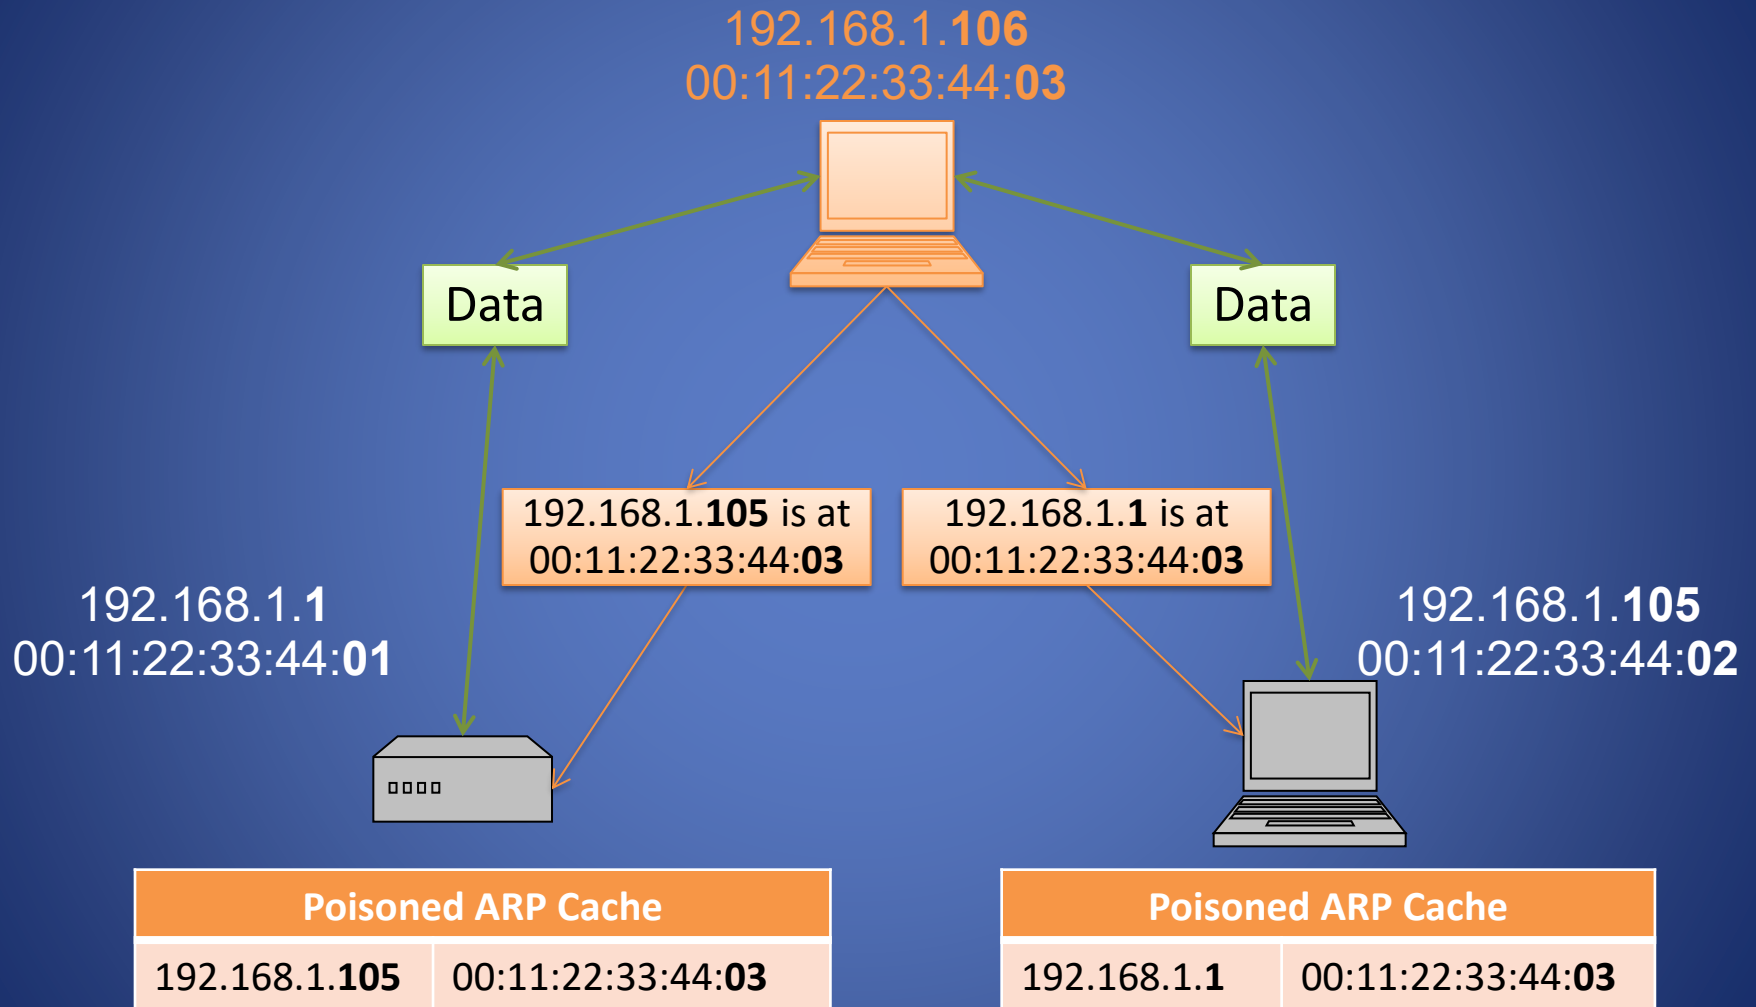 192.168.1.106
00:11:22:33:44:03
Data
Data
192.168.1.105 is at
00:11:22:33:44:03
192.168.1.1 is at
00:11:22:33:44:03
192.168.1.1
00:11:22:33:44:01
192.168.1.105
00:11:22:33:44:02
Poisoned ARP Cache
192.168.1.105 00:11:22:33:44:03
Poisoned ARP Cache
192.168.1.1 00:11:22:33:44:03